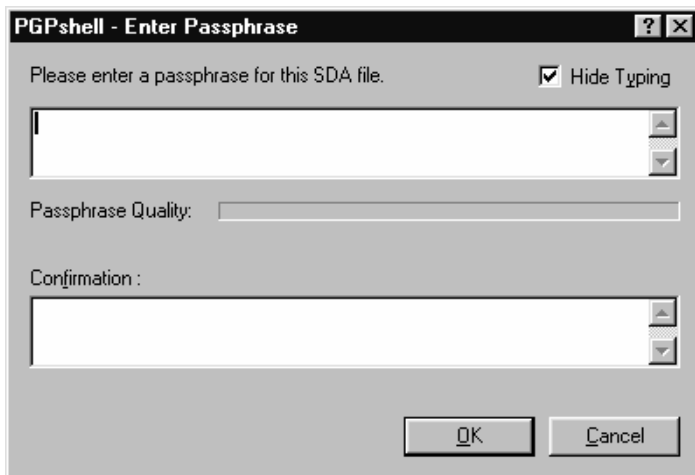 PGPshell - Enter Passphrase
Please enter a passphrase for this SDA file.
Hide Typing
Passphrase Quality:
Confirmation :
OK
Cancel